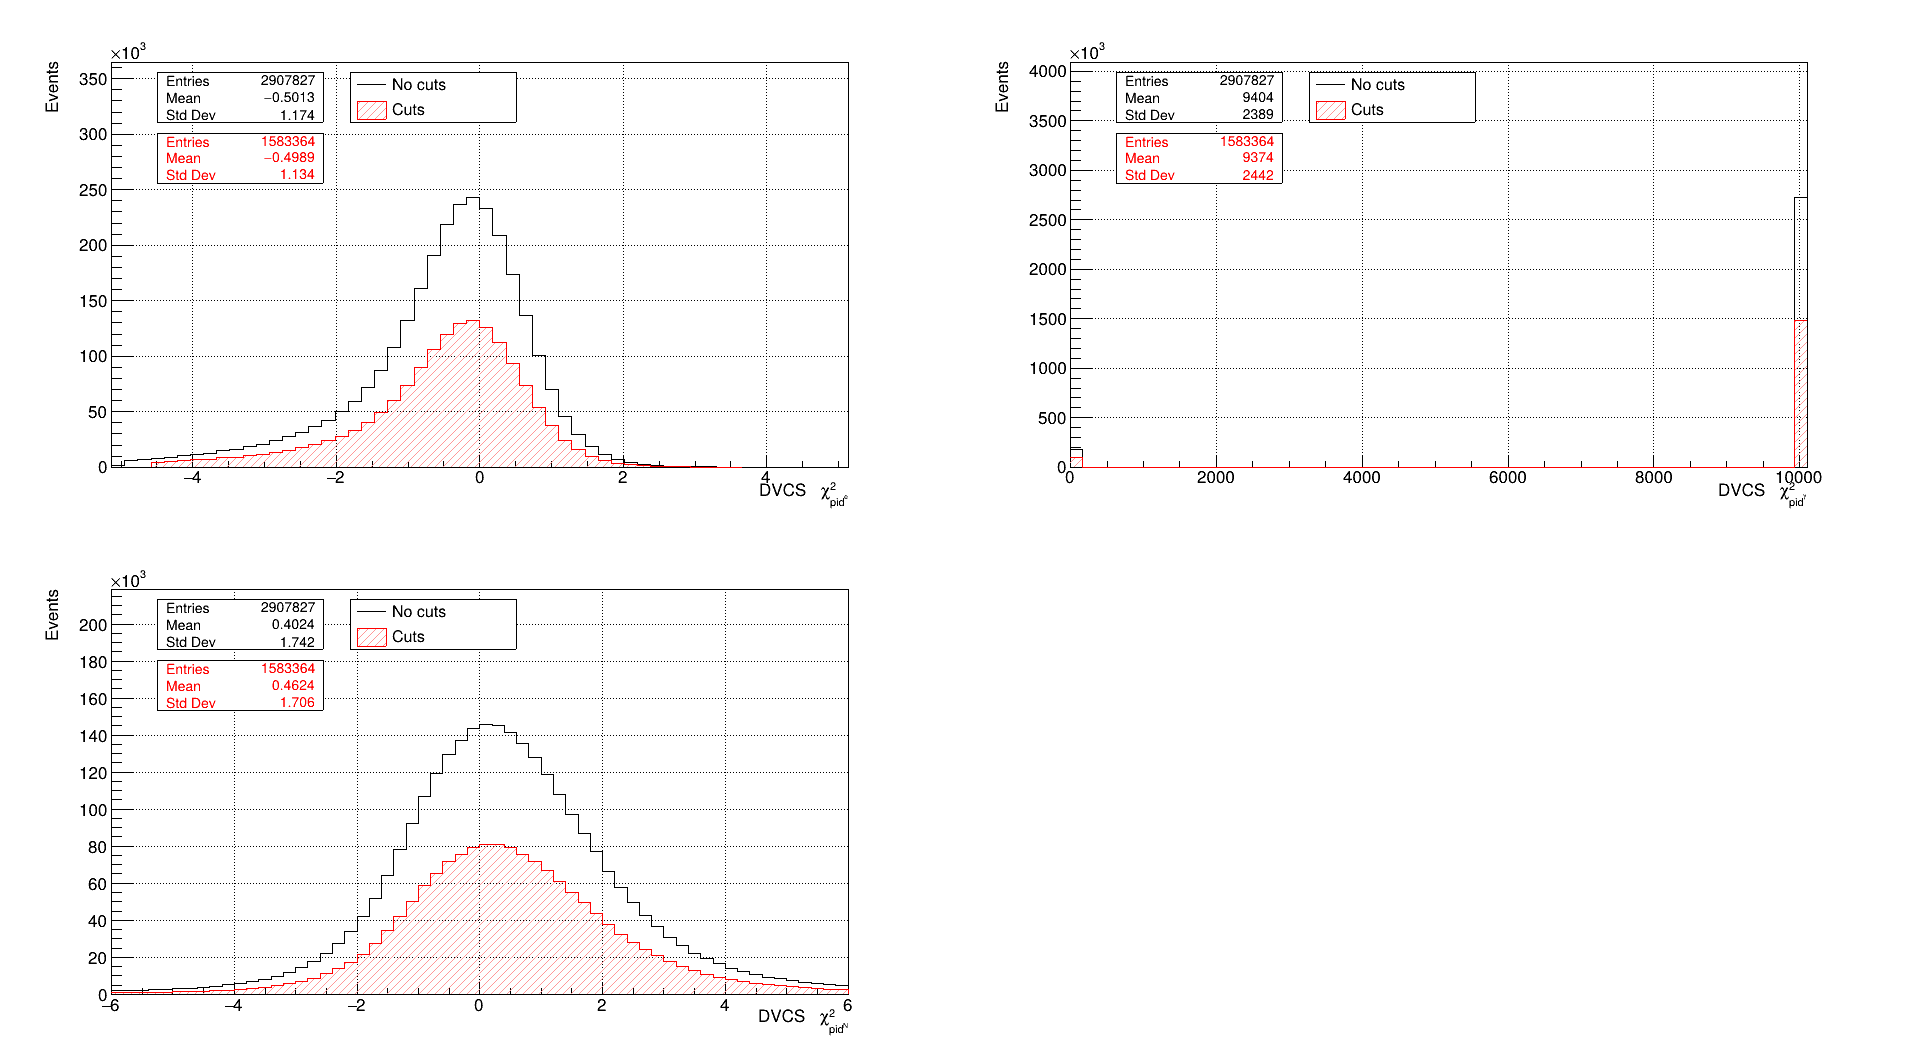 ×10³
Events
350
300
250
200
150
100
50
0
Entries 2907827
Mean −0.5013
Std Dev 1.174
Entries 1583364
Mean −0.4989
Std Dev 1.134
No cuts
Cuts
−4 −2 0 2 4
DVCS χ²pidᵉ
×10³
Events
4000
3500
3000
2500
2000
1500
1000
500
0
Entries 2907827
Mean 9404
Std Dev 2389
Entries 1583364
Mean 9374
Std Dev 2442
No cuts
Cuts
0 2000 4000 6000 8000 10000
DVCS χ²pidᵞ
×10³
Events
200
180
160
140
120
100
80
60
40
20
0
Entries 2907827
Mean 0.4024
Std Dev 1.742
Entries 1583364
Mean 0.4624
Std Dev 1.706
No cuts
Cuts
−6 −4 −2 0 2 4 6
DVCS χ²pidᴺ